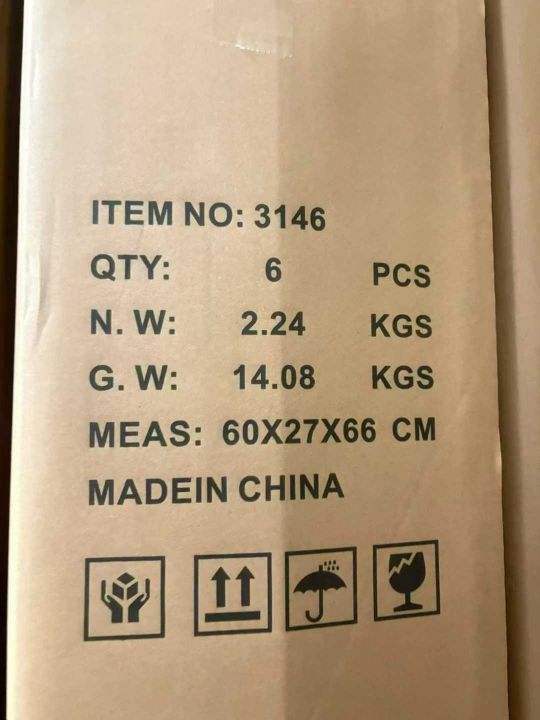 ITEM NO: 3146
QTY: 6 PCS
N. W: 2.24 KGS
G. W: 14.08 KGS
MEAS: 60X27X66 CM
MADEIN CHINA